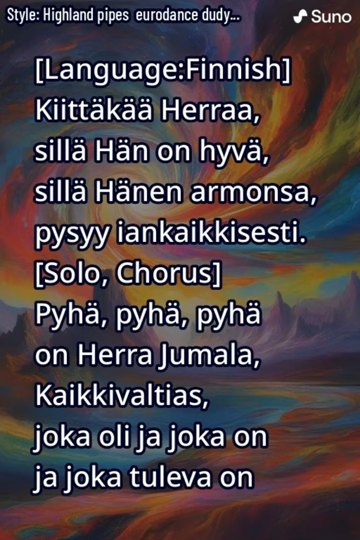 Style: Highland pipes eurodance dudy...
Suno
[Language:Finnish]
Kiittäkää Herraa,
sillä Hän on hyvä,
sillä Hänen armonsa,
pysyy iankaikkisesti.
[Solo, Chorus]
Pyhä, pyhä, pyhä
on Herra Jumala,
Kaikkivaltias,
joka oli ja joka on
ja joka tuleva on